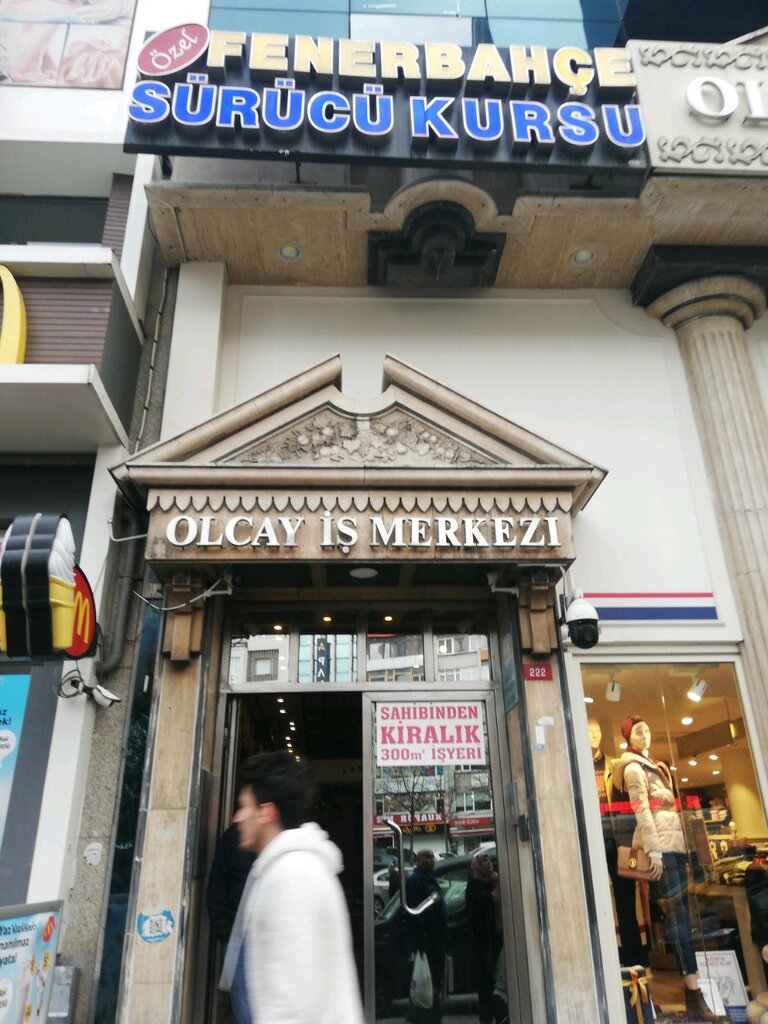 Özel
FENERBAHÇE
SÜRÜCÜ KURSU
OLCAY İŞ MERKEZİ
222
SAHİBİNDEN
KİRALIK
300m² İŞYERİ